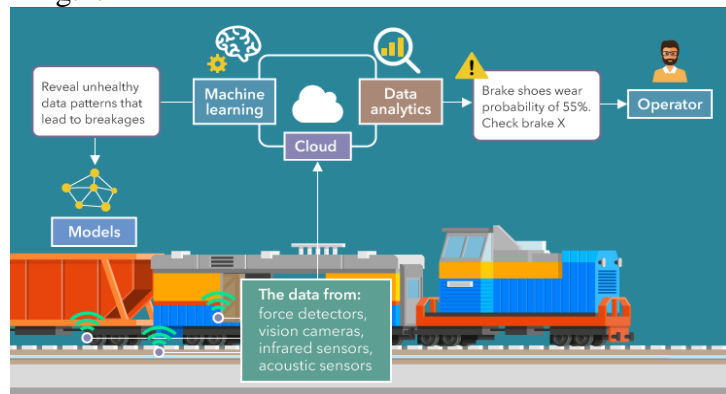 Reveal unhealthy
data patterns that
lead to breakages
Machine
learning
Cloud
Data
analytics
Brake shoes wear
probability of 55%.
Check brake X
Operator
Models
The data from:
force detectors,
vision cameras,
infrared sensors,
acoustic sensors